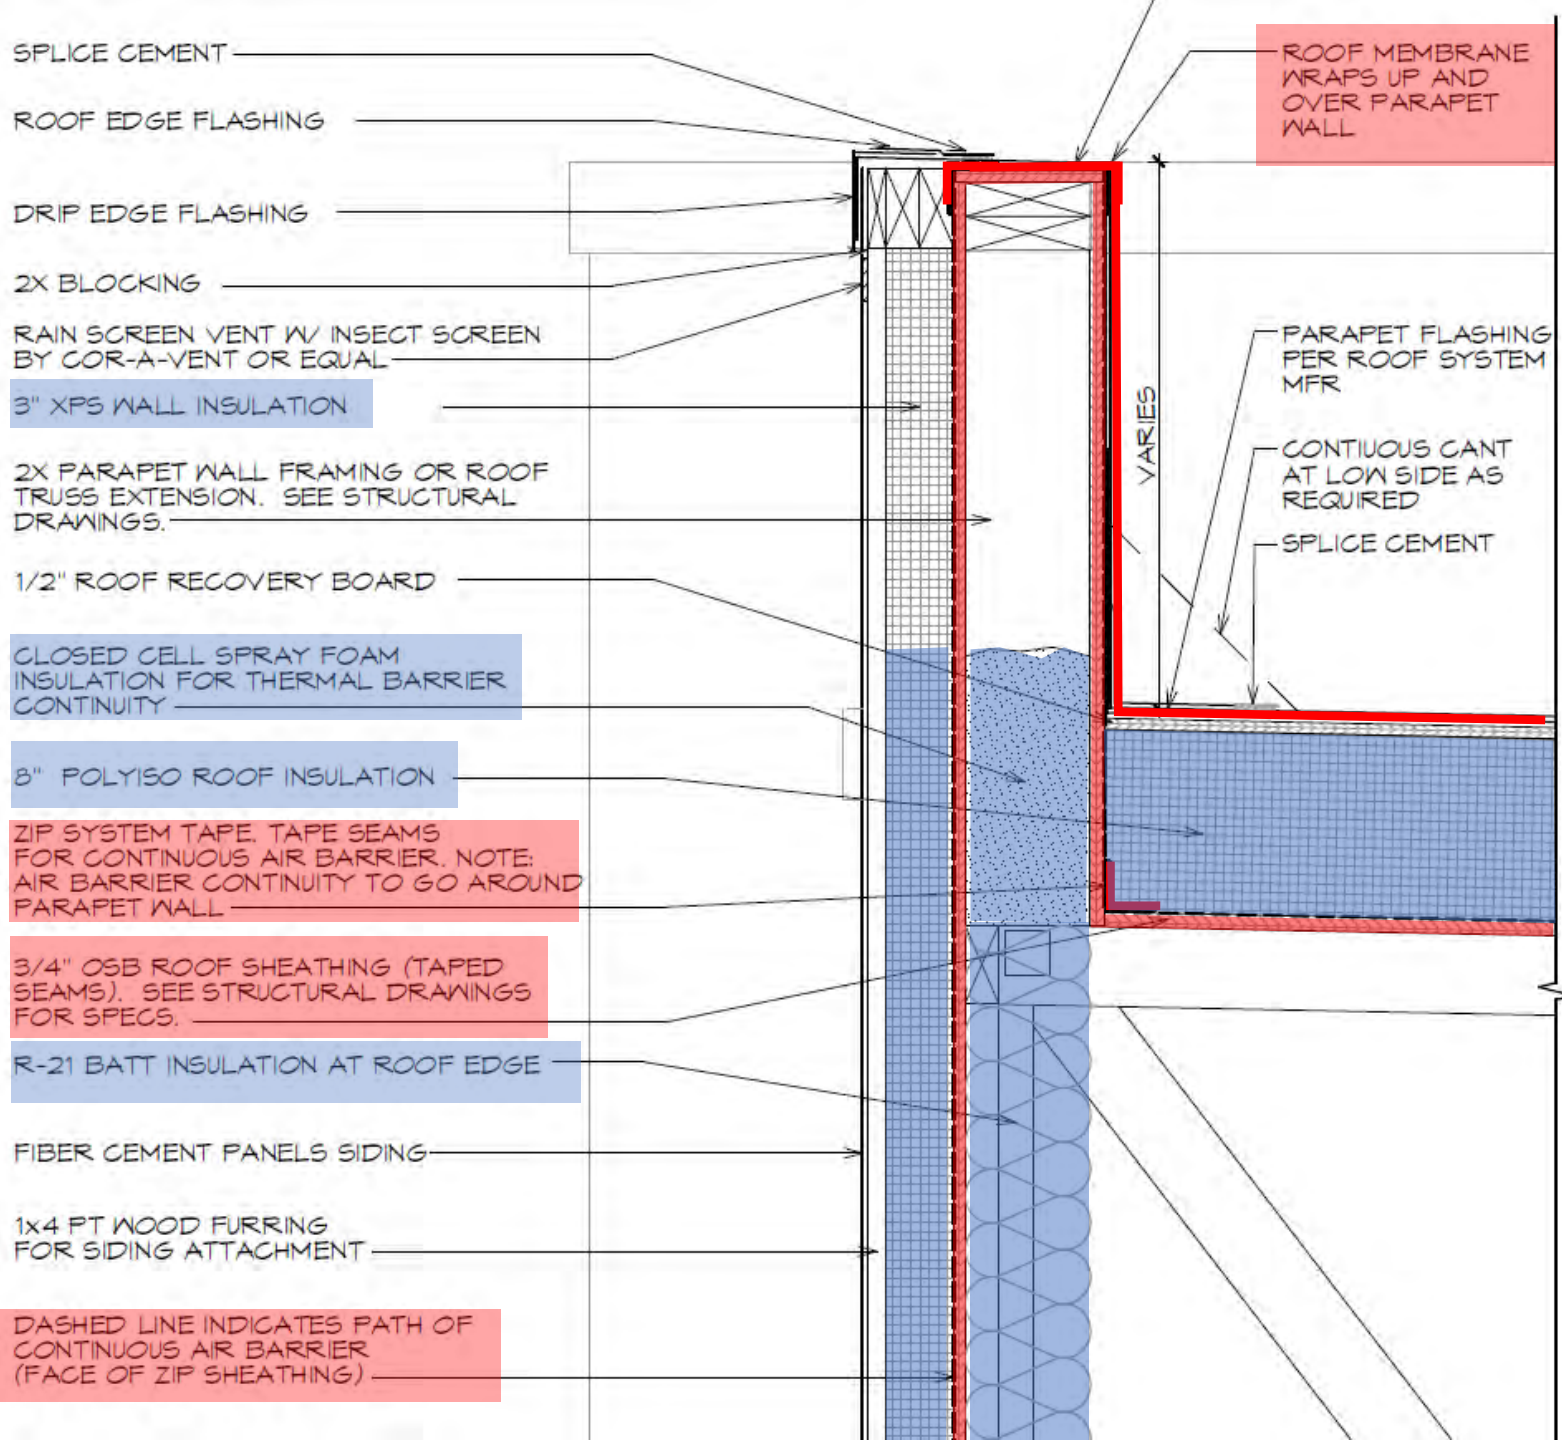 SPLICE CEMENT
ROOF EDGE FLASHING
DRIP EDGE FLASHING
2X BLOCKING
RAIN SCREEN VENT W/ INSECT SCREEN
BY COR-A-VENT OR EQUAL
3" XPS WALL INSULATION
2X PARAPET WALL FRAMING OR ROOF
TRUSS EXTENSION. SEE STRUCTURAL
DRAWINGS.
1/2" ROOF RECOVERY BOARD
CLOSED CELL SPRAY FOAM
INSULATION FOR THERMAL BARRIER
CONTINUITY
8" POLYISO ROOF INSULATION
ZIP SYSTEM TAPE. TAPE SEAMS
FOR CONTINUOUS AIR BARRIER. NOTE:
AIR BARRIER CONTINUITY TO GO AROUND
PARAPET WALL
3/4" OSB ROOF SHEATHING (TAPED
SEAMS). SEE STRUCTURAL DRAWINGS
FOR SPECS.
R-21 BATT INSULATION AT ROOF EDGE
FIBER CEMENT PANELS SIDING
1x4 PT WOOD FURRING
FOR SIDING ATTACHMENT
DASHED LINE INDICATES PATH OF
CONTINUOUS AIR BARRIER
(FACE OF ZIP SHEATHING)
ROOF MEMBRANE
WRAPS UP AND
OVER PARAPET
WALL
VARIES
PARAPET FLASHING
PER ROOF SYSTEM
MFR
CONTIUOUS CANT
AT LOW SIDE AS
REQUIRED
SPLICE CEMENT